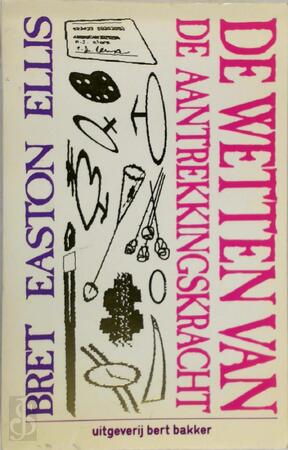 DE WETTEN VAN
DE AANTREKKINGSKRACHT
BRET EASTON ELLIS
uitgeverij bert bakker